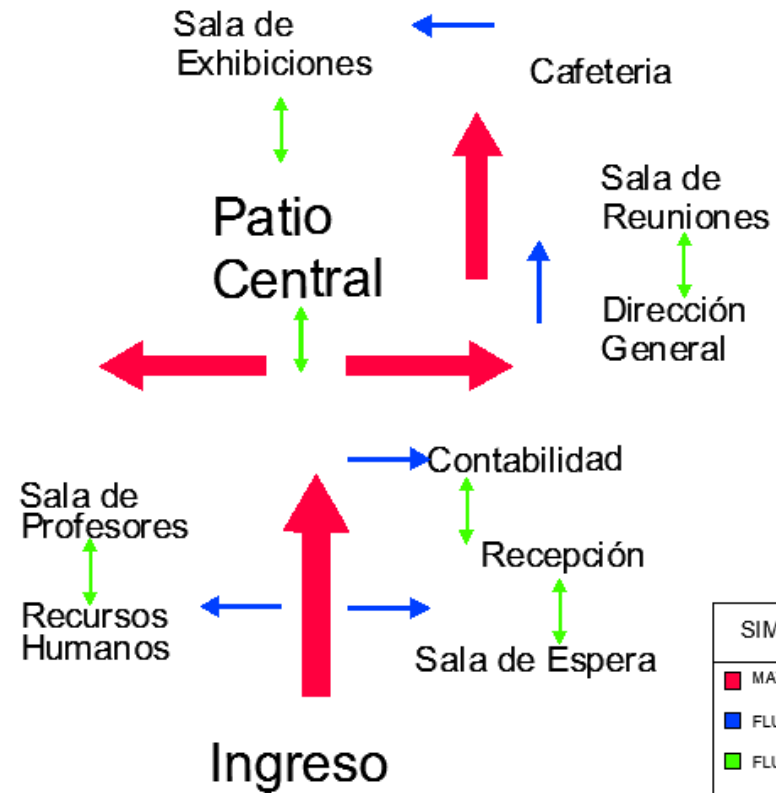 Sala de
Exhibiciones
Cafeteria
Sala de
Reuniones
Patio
Central
Dirección
General
Contabilidad
Sala de
Profesores
Recepción
Recursos
Humanos
Sala de Espera
Ingreso